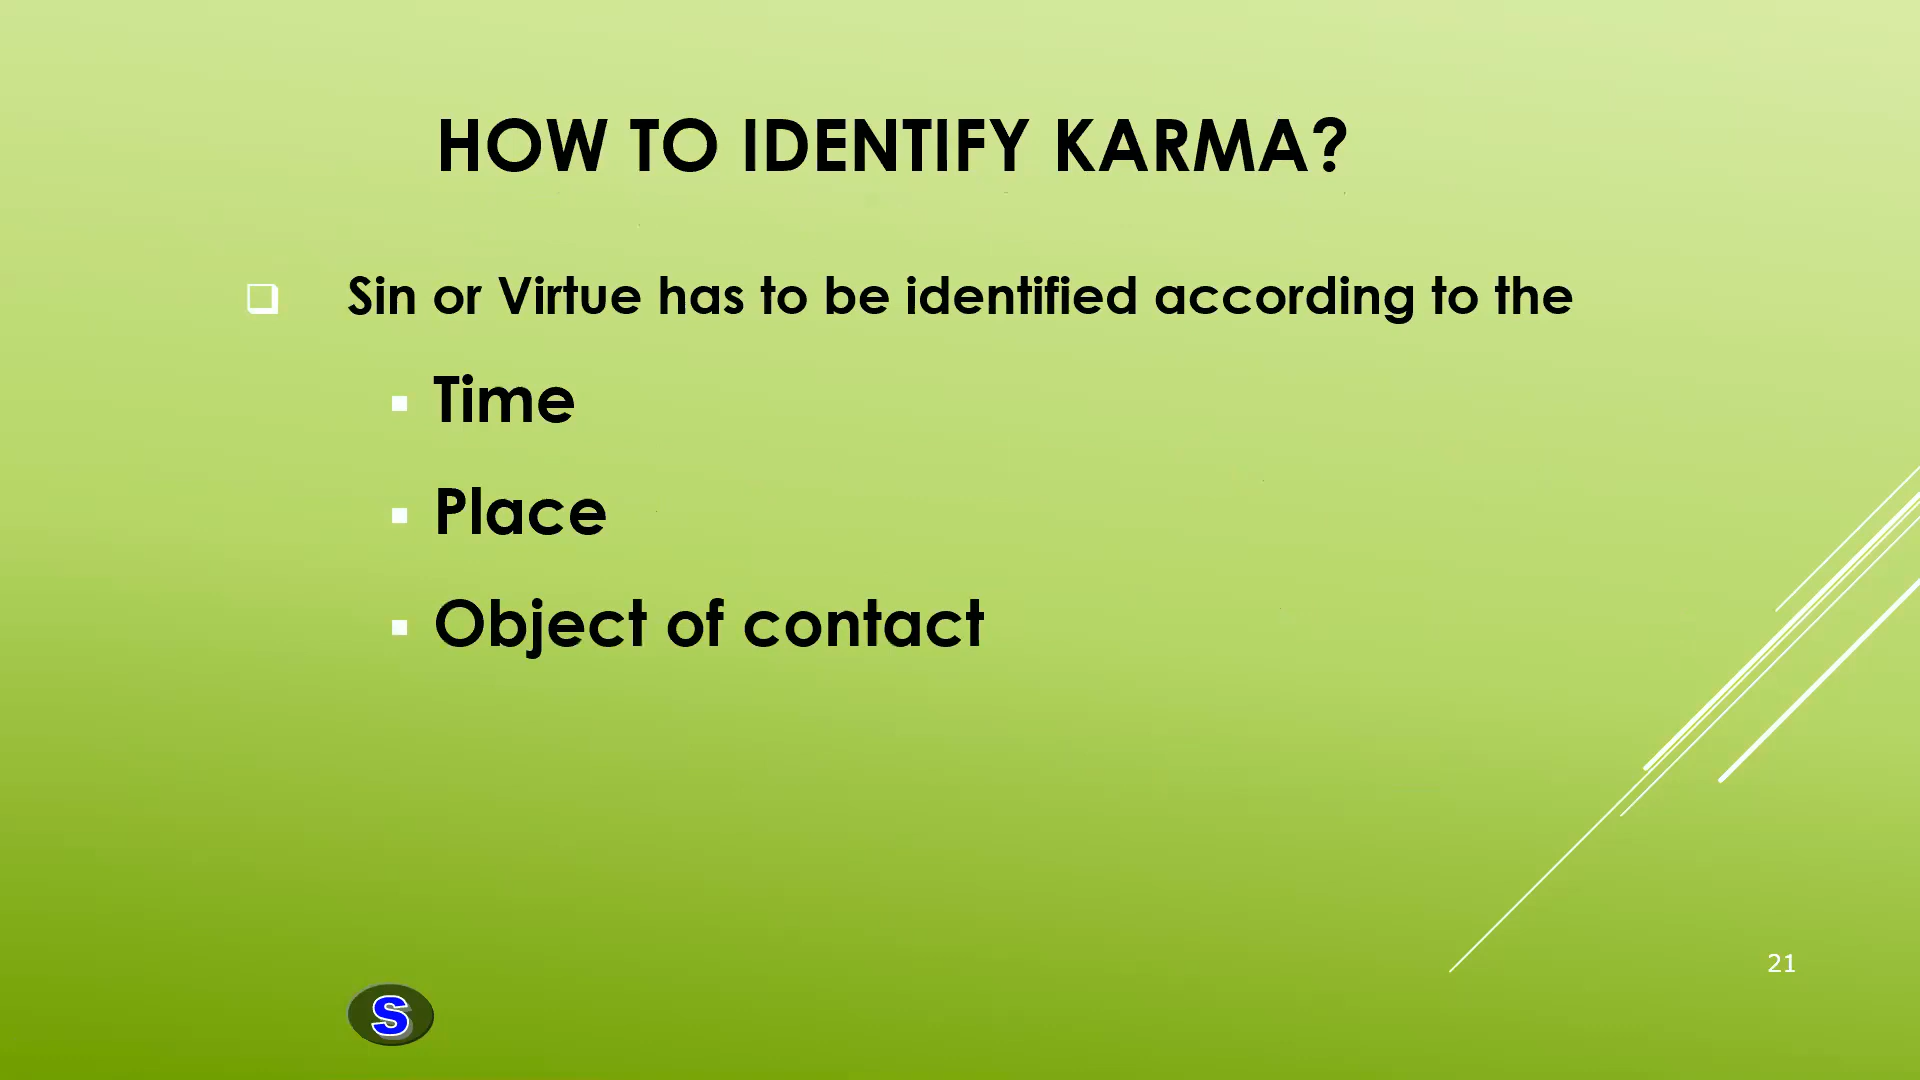 HOW TO IDENTIFY KARMA?
Sin or Virtue has to be identified according to the
Time
Place
Object of contact
21
S